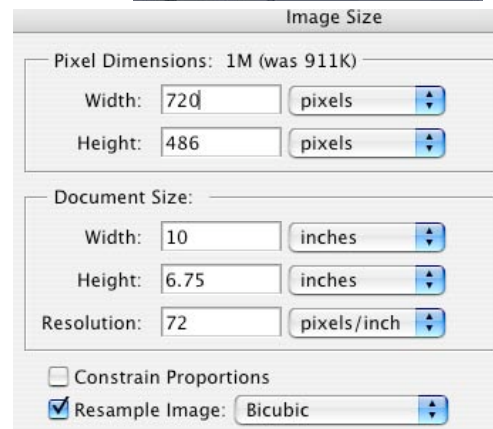 Image Size
Pixel Dimensions: 1M (was 911K)
Width: 720 pixels
Height: 486 pixels
Document Size:
Width: 10 inches
Height: 6.75 inches
Resolution: 72 pixels/inch
Constrain Proportions
Resample Image: Bicubic